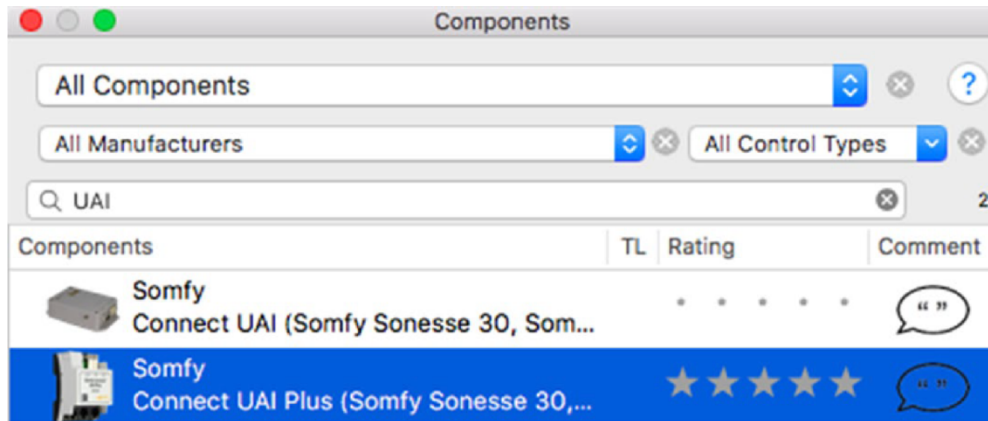 Components
All Components
?
All Manufacturers
All Control Types
UAI
2
Components TL Rating Comment
Somfy
Connect UAI (Somfy Sonesse 30, Som...
“ ”
Somfy
Connect UAI Plus (Somfy Sonesse 30,...
“ ”